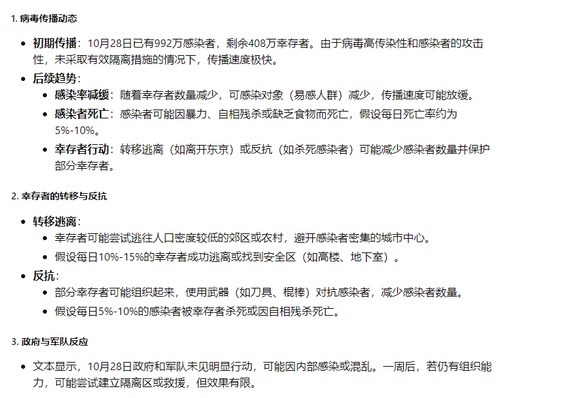 1. 病毒传播动态
• 初期传播：10月28日已有992万感染者，剩余408万幸存者。由于病毒高传染性和感染者的攻击
性，未采取有效隔离措施的情况下，传播速度极快。
• 后续趋势：
• 感染率减缓：随着幸存者数量减少，可感染对象（易感人群）减少，传播速度可能放缓。
• 感染者死亡：感染者可能因暴力、自相残杀或缺乏食物而死亡，假设每日死亡率约为
5%-10%。
• 幸存者行动：转移逃离（如离开东京）或反抗（如杀死感染者）可能减少感染者数量并保护
部分幸存者。
2. 幸存者的转移与反抗
• 转移逃离：
• 幸存者可能尝试逃往人口密度较低的郊区或农村，避开感染者密集的城市中心。
• 假设每日10%-15%的幸存者成功逃离或找到安全区（如高楼、地下室）。
• 反抗：
• 部分幸存者可能组织起来，使用武器（如刀具、棍棒）对抗感染者，减少感染者数量。
• 假设每日5%-10%的感染者被幸存者杀死或因自相残杀死亡。
3. 政府与军队反应
• 文本显示，10月28日政府和军队未见明显行动，可能因内部感染或混乱。一周后，若仍有组织能
力，可能尝试建立隔离区或救援，但效果有限。